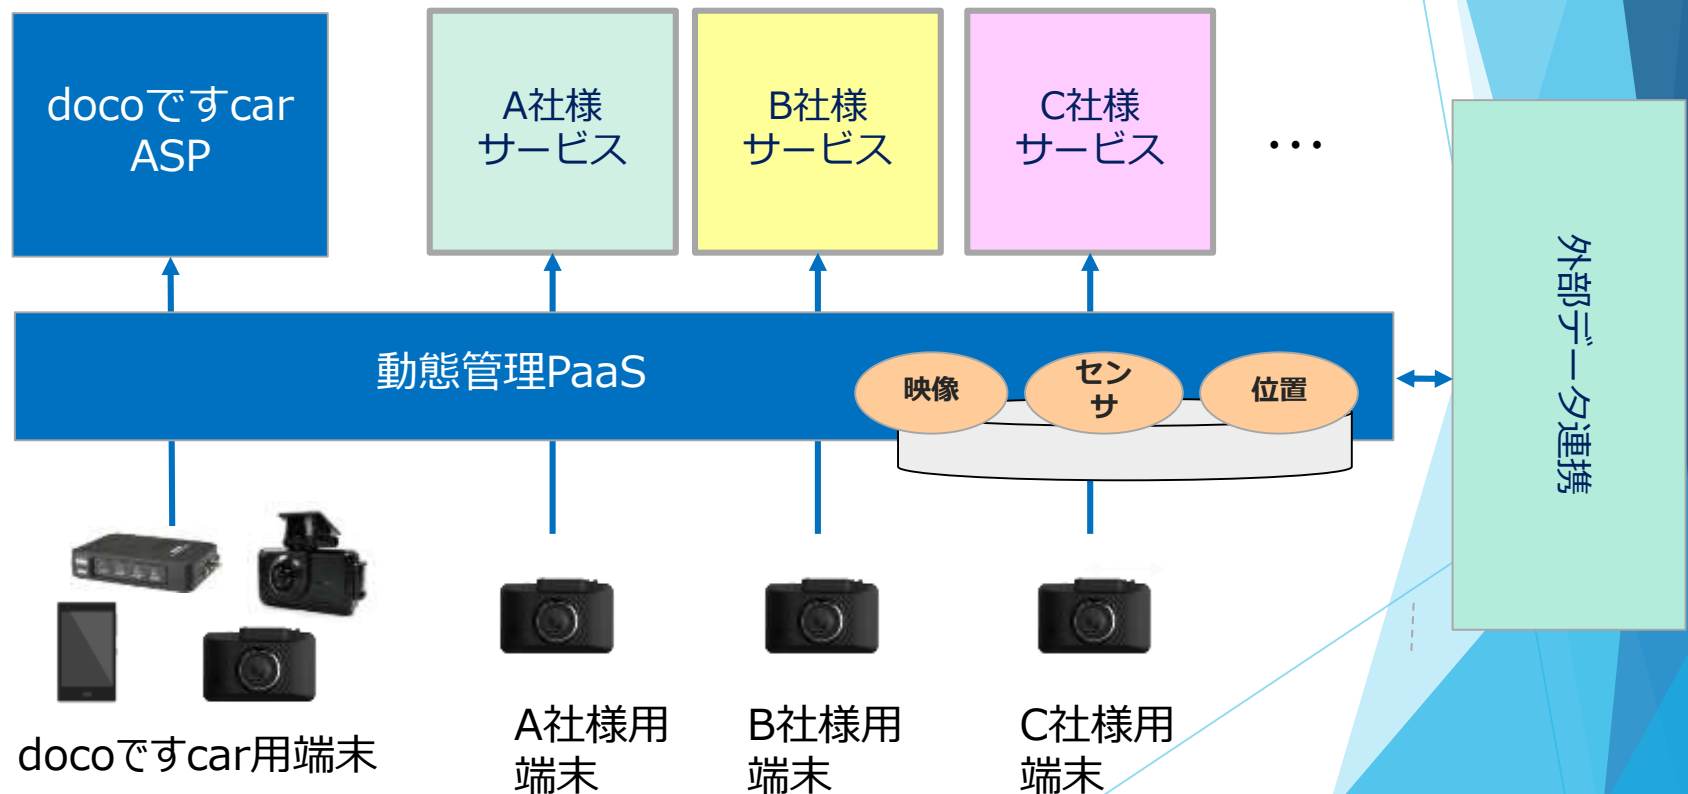 docoですcar
ASP
A社様
サービス
B社様
サービス
C社様
サービス
…
動態管理PaaS
映像
セン
サ
位置
外部データ連携
docoですcar用端末
A社様用
端末
B社様用
端末
C社様用
端末